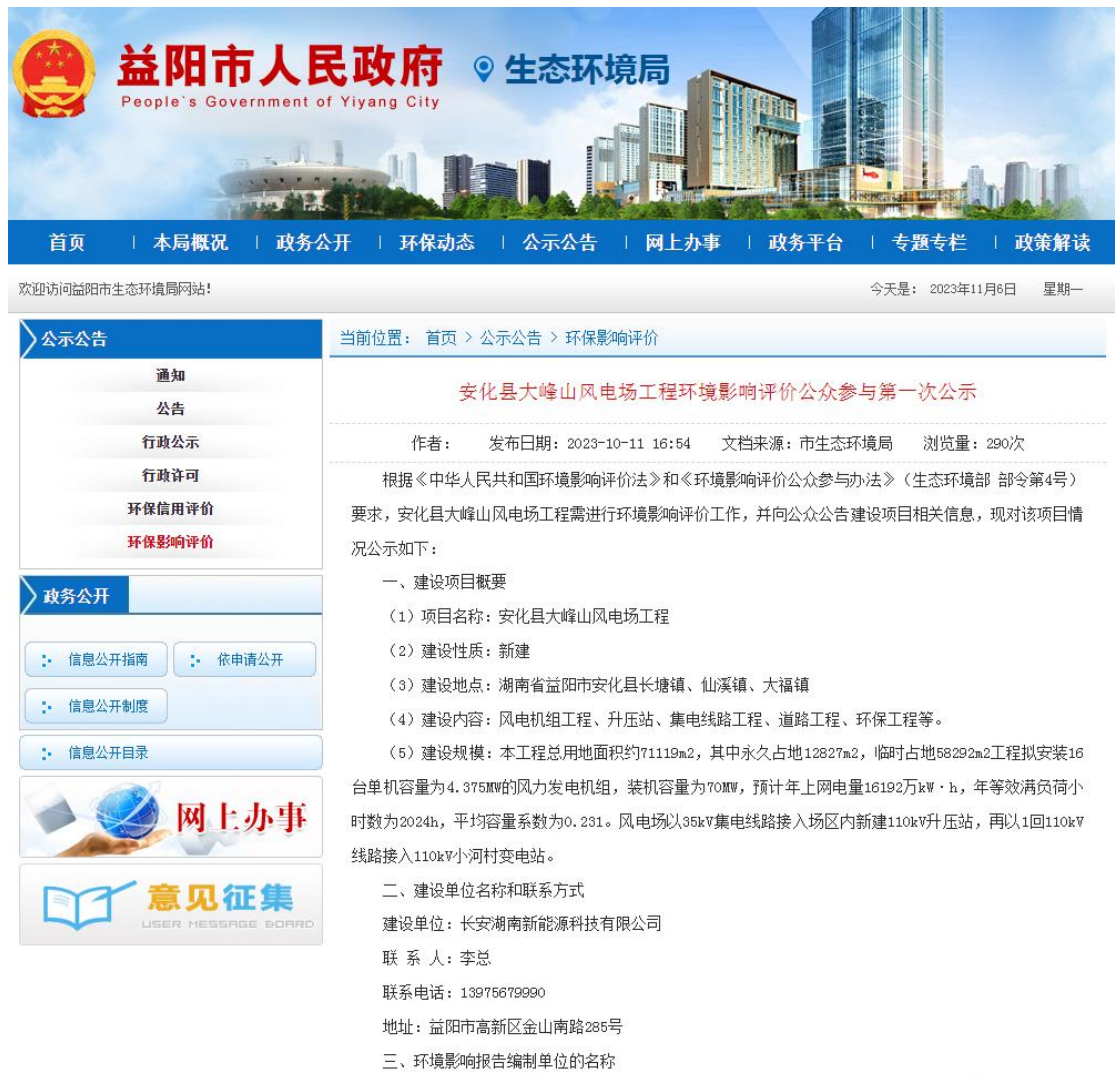 益阳市人民政府
生态环境局
People`s Government of Yiyang City
首页 本局概况 政务公开 环保动态 公示公告 网上办事 政务平台 专题专栏 政策解读
欢迎访问益阳市生态环境局网站!
今天是: 2023年11月6日 星期一
公示公告
通知
公告
行政公示
行政许可
环保信用评价
环保影响评价
政务公开
信息公开指南
依申请公开
信息公开制度
信息公开目录
网上办事
意见征集
USER MESSAGE BOARD
当前位置: 首页 > 公示公告 > 环保影响评价
安化县大峰山风电场工程环境影响评价公众参与第一次公示
作者: 发布日期: 2023-10-11 16:54 文档来源: 市生态环境局 浏览量: 290次
根据《中华人民共和国环境影响评价法》和《环境影响评价公众参与办法》(生态环境部 部令第4号)
要求，安化县大峰山风电场工程需进行环境影响评价工作，并向公众公告建设项目相关信息，现对该项目情
况公示如下:
一、建设项目概要
(1) 项目名称: 安化县大峰山风电场工程
(2) 建设性质: 新建
(3) 建设地点: 湖南省益阳市安化县长塘镇、仙溪镇、大福镇
(4) 建设内容: 风电机组工程、升压站、集电线路工程、道路工程、环保工程等。
(5) 建设规模: 本工程总用地面积约71119m2，其中永久占地12827m2，临时占地58292m2工程拟安装16
台单机容量为4.375MW的风力发电机组，装机容量为70MW，预计年上网电量16192万kW·h，年等效满负荷小
时数为2024h，平均容量系数为0.231。风电场以35kV集电线路接入场区内新建110kV升压站，再以1回110kV
线路接入110kV小河村变电站。
二、建设单位名称和联系方式
建设单位: 长安湖南新能源科技有限公司
联 系 人: 李总
联系电话: 13975679990
地址: 益阳市高新区金山南路285号
三、环境影响报告编制单位的名称